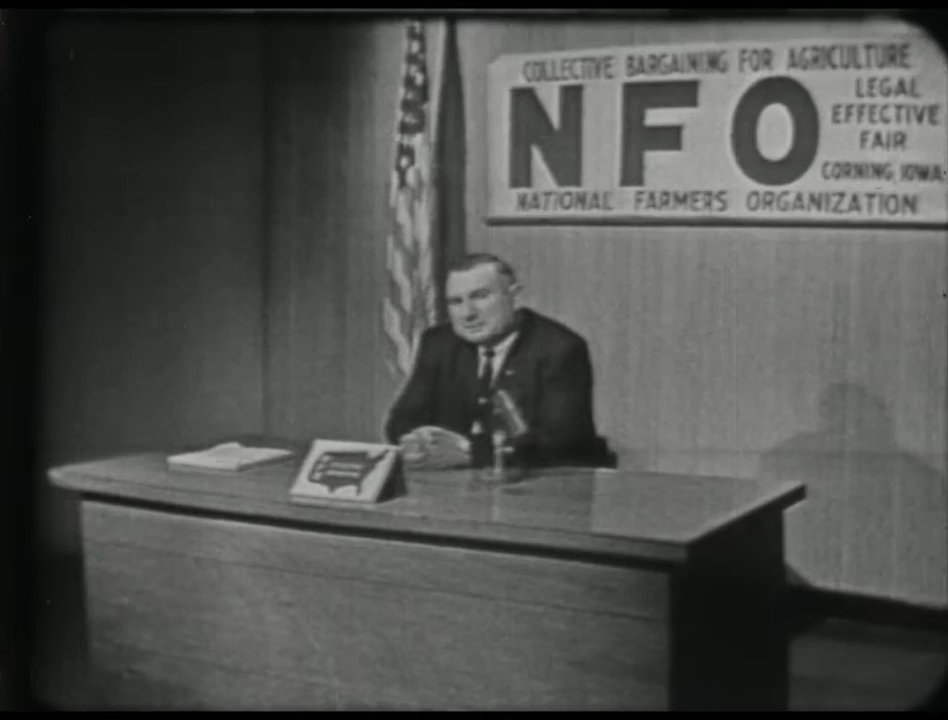 COLLECTIVE BARGAINING FOR AGRICULTURE
NFO
LEGAL
EFFECTIVE
FAIR
CORNING, IOWA
NATIONAL FARMERS ORGANIZATION